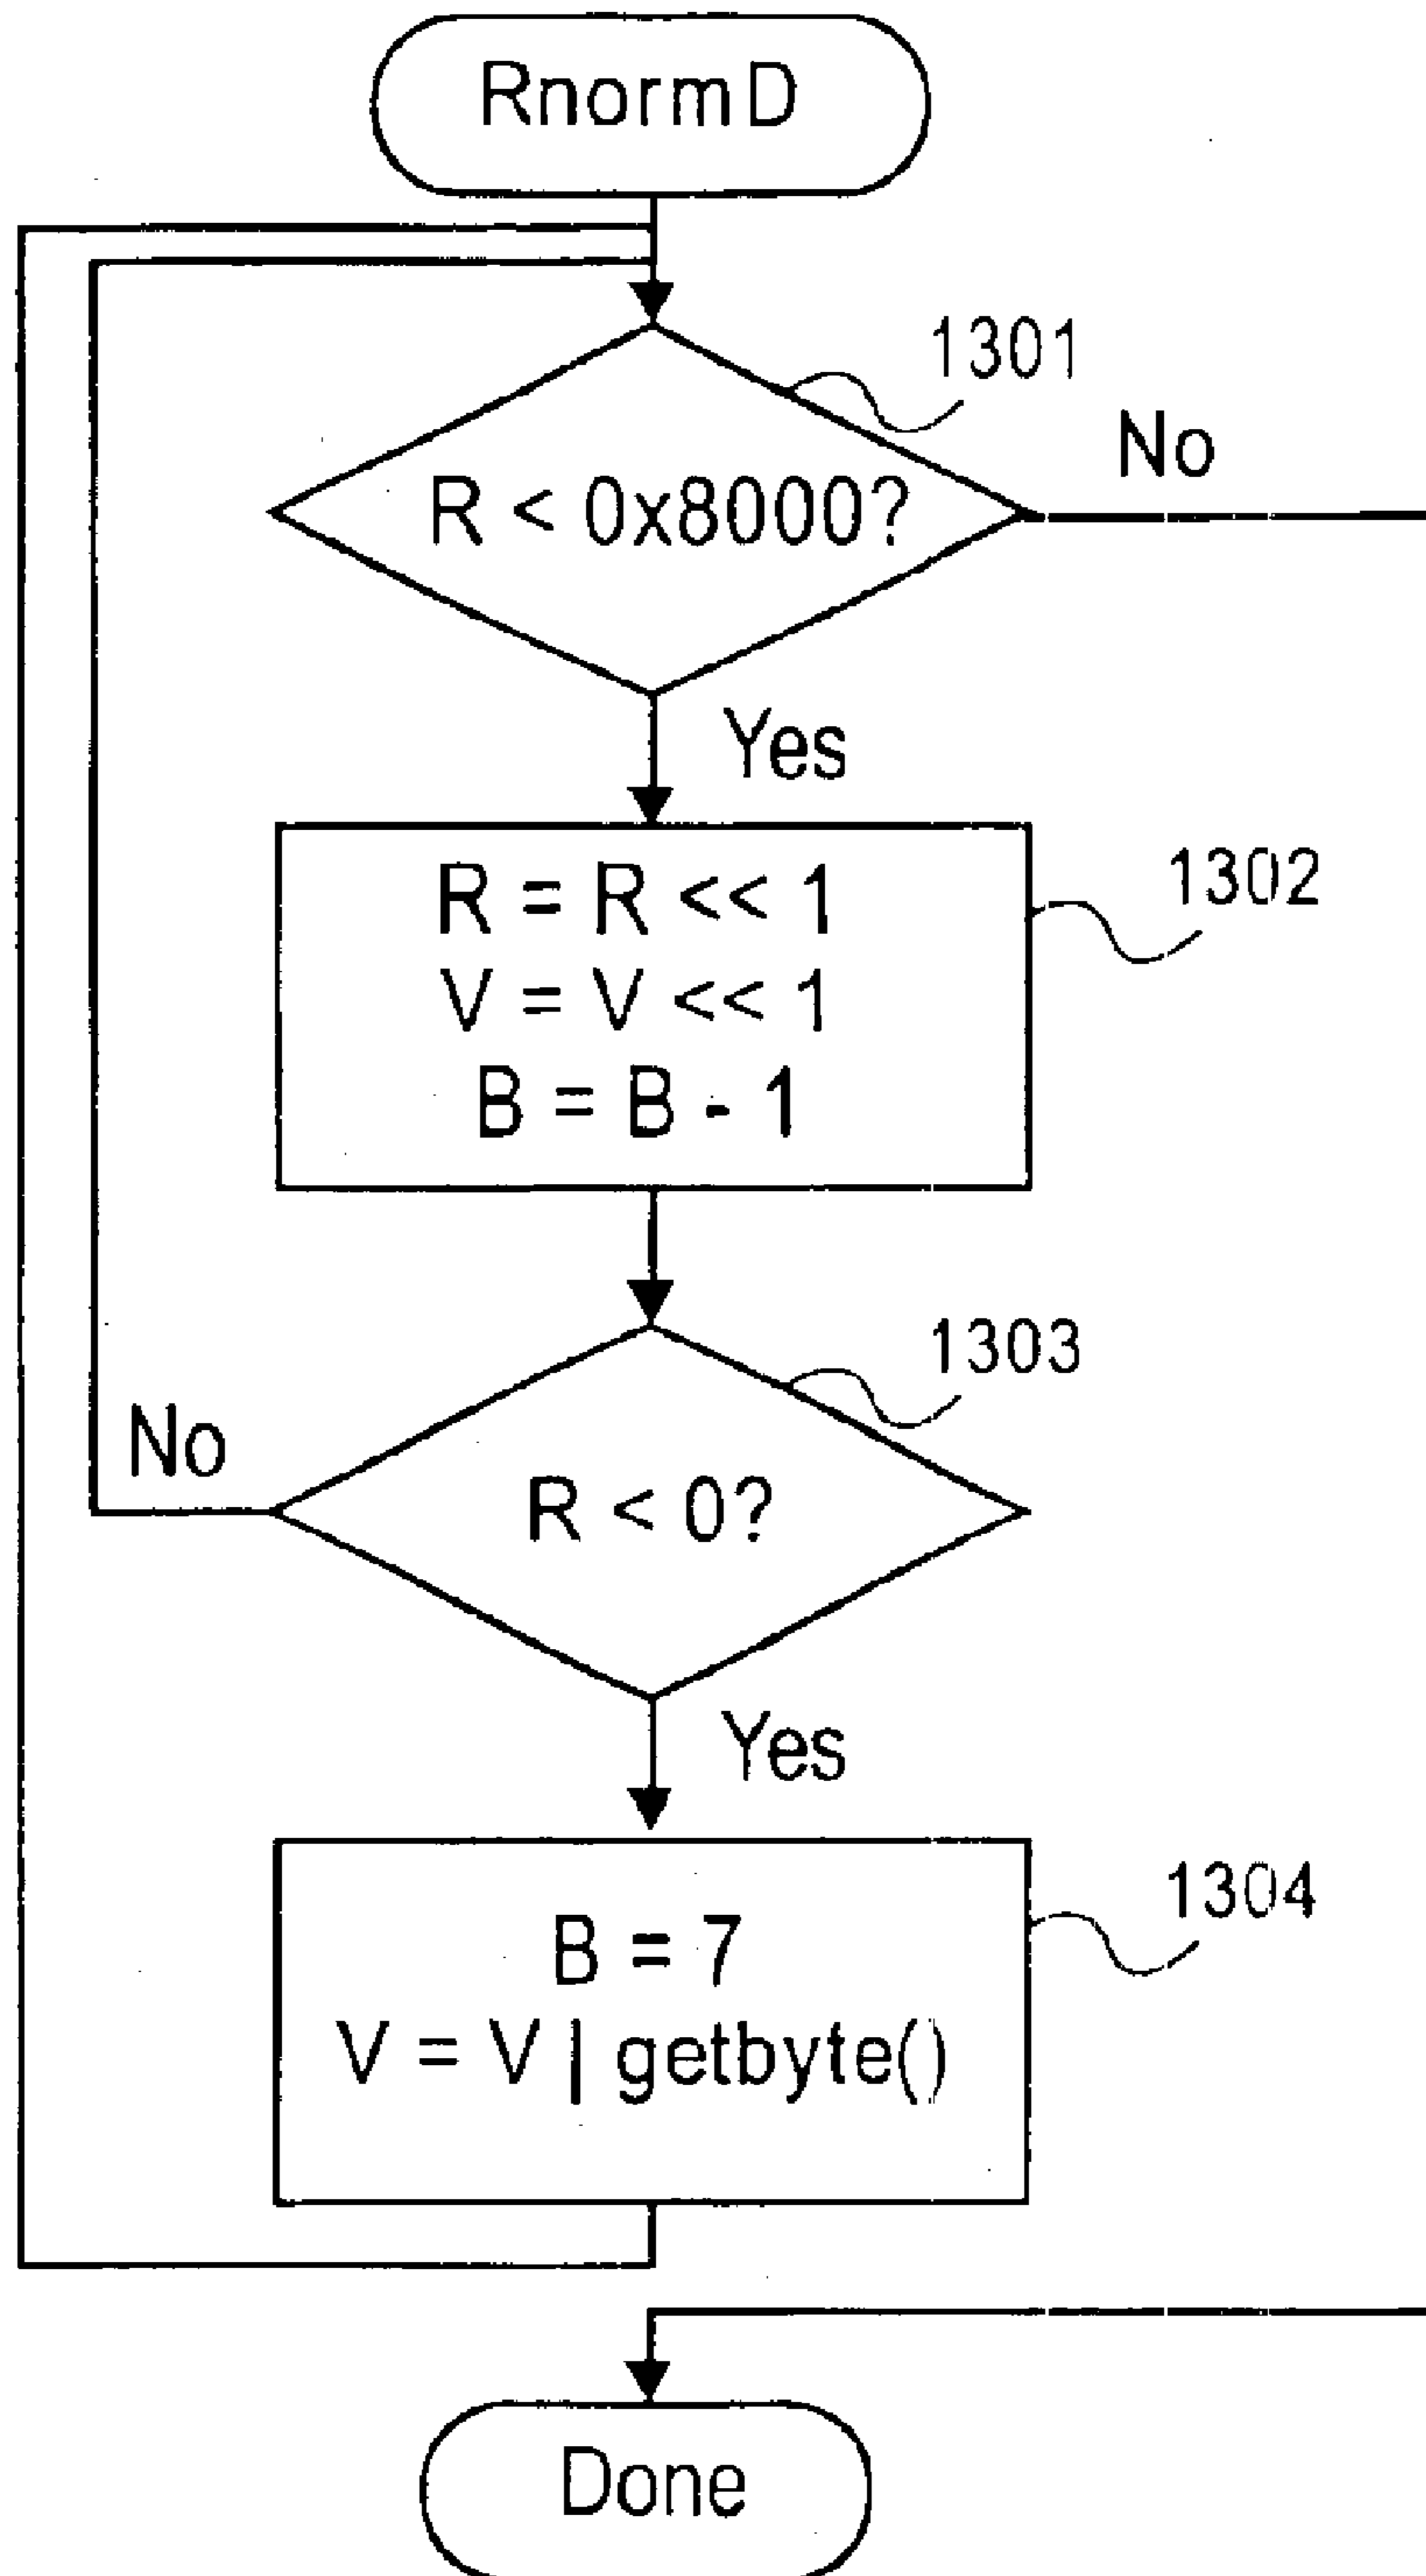 RnormD
1301
R < 0x8000?
No
Yes
R = R << 1
V = V << 1
B = B - 1
1302
1303
R < 0?
No
Yes
B = 7
V = V | getbyte()
1304
Done